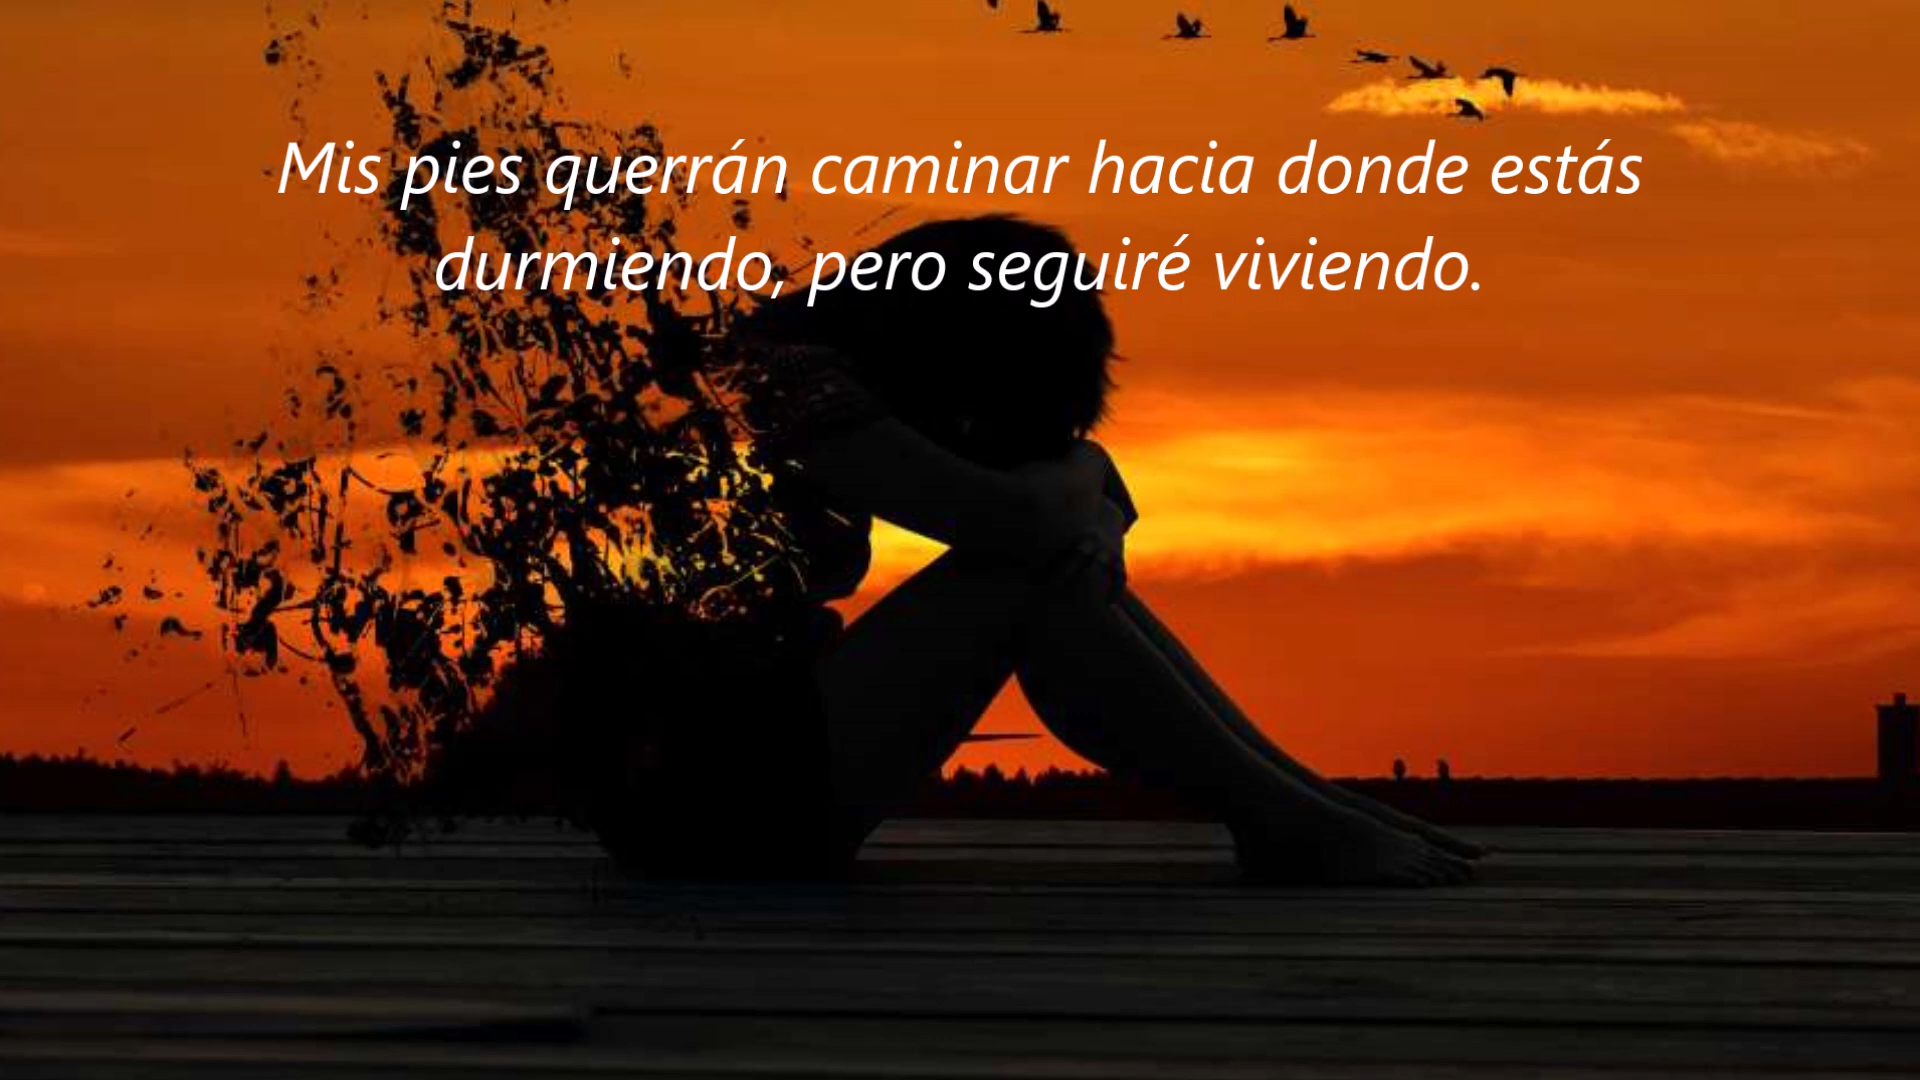 Mis pies querrán caminar hacia donde estás
durmiendo, pero seguiré viviendo.